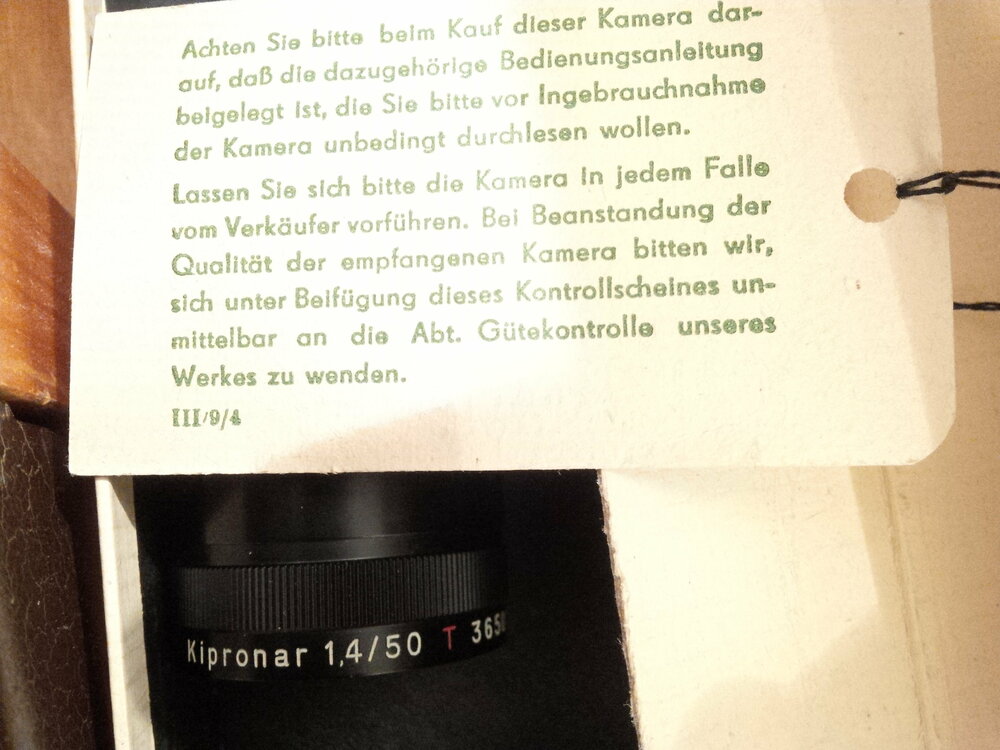 Achten Sie bitte beim Kauf dieser Kamera dar-
auf, daß die dazugehörige Bedienungsanleitung
beigelegt ist, die Sie bitte vor Ingebrauchnahme
der Kamera unbedingt durchlesen wollen.
Lassen Sie sich bitte die Kamera in jedem Falle
vom Verkäufer vorführen. Bei Beanstandung der
Qualität der empfangenen Kamera bitten wir,
sich unter Beifügung dieses Kontrollscheines un-
mittelbar an die Abt. Gütekontrolle unseres
Werkes zu wenden.
III/9/4
Kipronar 1,4/50 T